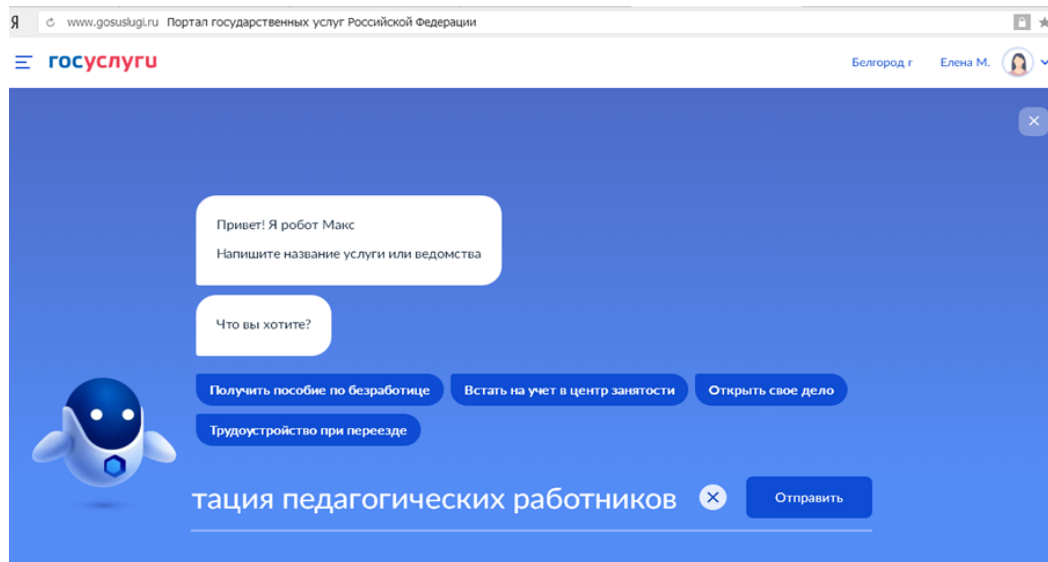 Я www.gosuslugi.ru Портал государственных услуг Российской Федерации
госуслуги Белгород г Елена М.
Привет! Я робот Макс
Напишите название услуги или ведомства
Что вы хотите?
Получить пособие по безработице Встать на учет в центр занятости Открыть свое дело
Трудоустройство при переезде
тация педагогических работников Отправить